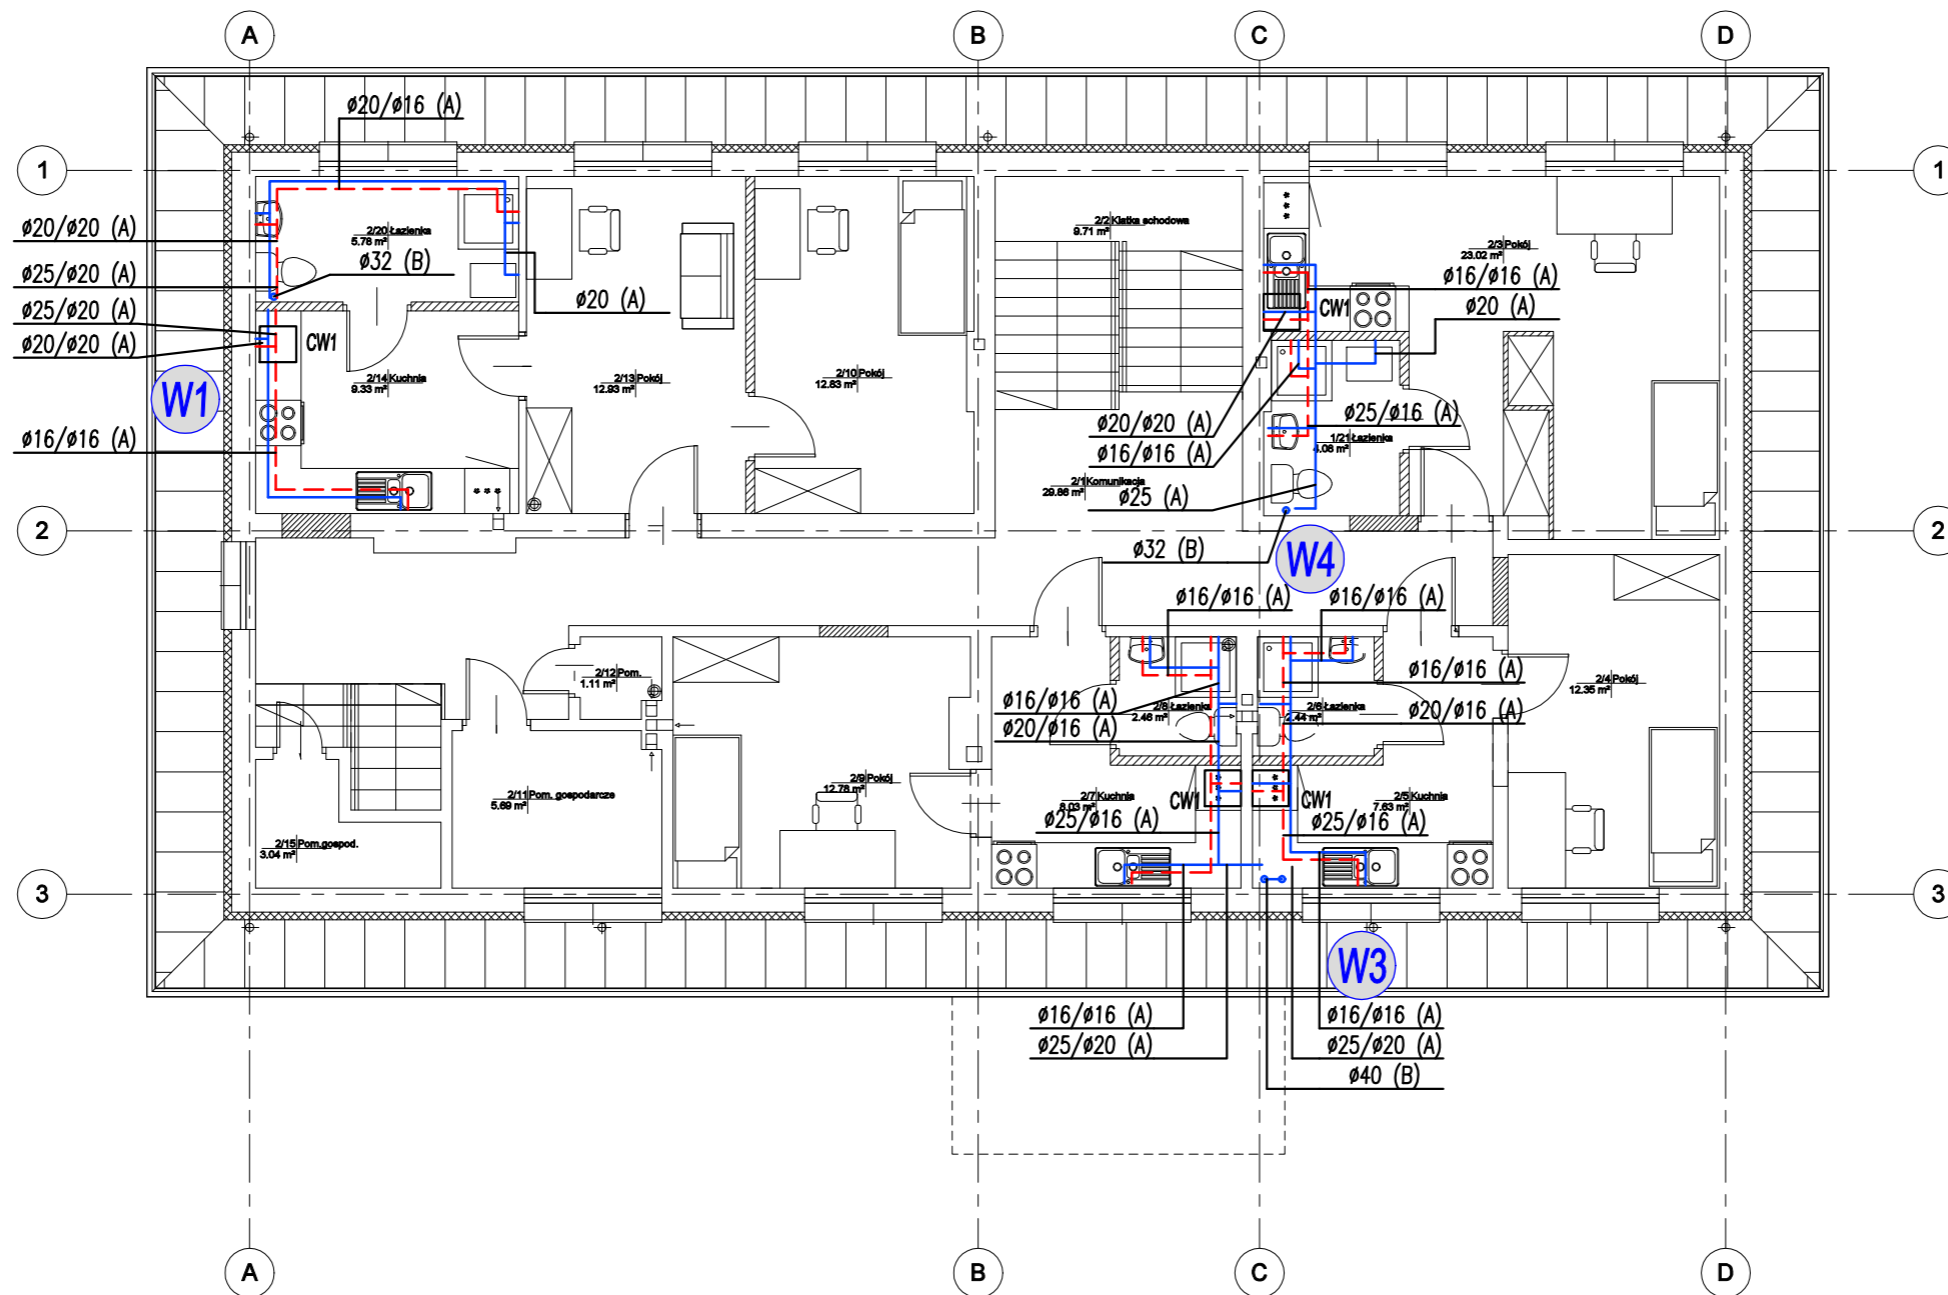 A
B
C
D
ø20/ø16 (A)
1
1
2/20 Łazienka
5.78 m²
ø20/ø20 (A)
ø25/ø20 (A)
ø32 (B)
ø25/ø20 (A)
ø20/ø20 (A)
ø20 (A)
CW1
2/14 Kuchnia
9.33 m²
2/13 Pokój
12.93 m²
2/10 Pokój
12.83 m²
W1
ø16/ø16 (A)
2/2 Klatka schodowa
9.71 m²
2/3 Pokój
23.02 m²
ø16/ø16 (A)
CW1
ø20 (A)
ø20/ø20 (A)
ø25/ø16 (A)
ø16/ø16 (A)
1/21 Łazienka
4.08 m²
2/1 Komunikacja
29.86 m²
ø25 (A)
2
2
ø32 (B)
W4
ø16/ø16 (A)
ø16/ø16 (A)
2/12 Pom.
1.11 m²
ø16/ø16 (A)
2/4 Pokój
12.35 m²
ø16/ø16 (A)
2/8 Łazienka
2.46 m²
2/6 Łazienka
2.44 m²
ø20/ø16 (A)
ø20/ø16 (A)
2/9 Pokój
12.78 m²
2/11 Pom. gospodarcze
5.69 m²
2/7 Kuchnia
8.03 m²
CW1
CW1
2/5 Kuchnia
7.63 m²
ø25/ø16 (A)
ø25/ø16 (A)
2/15 Pom.gospod.
3.04 m²
3
3
W3
ø16/ø16 (A)
ø16/ø16 (A)
ø25/ø20 (A)
ø25/ø20 (A)
ø40 (B)
A
B
C
D